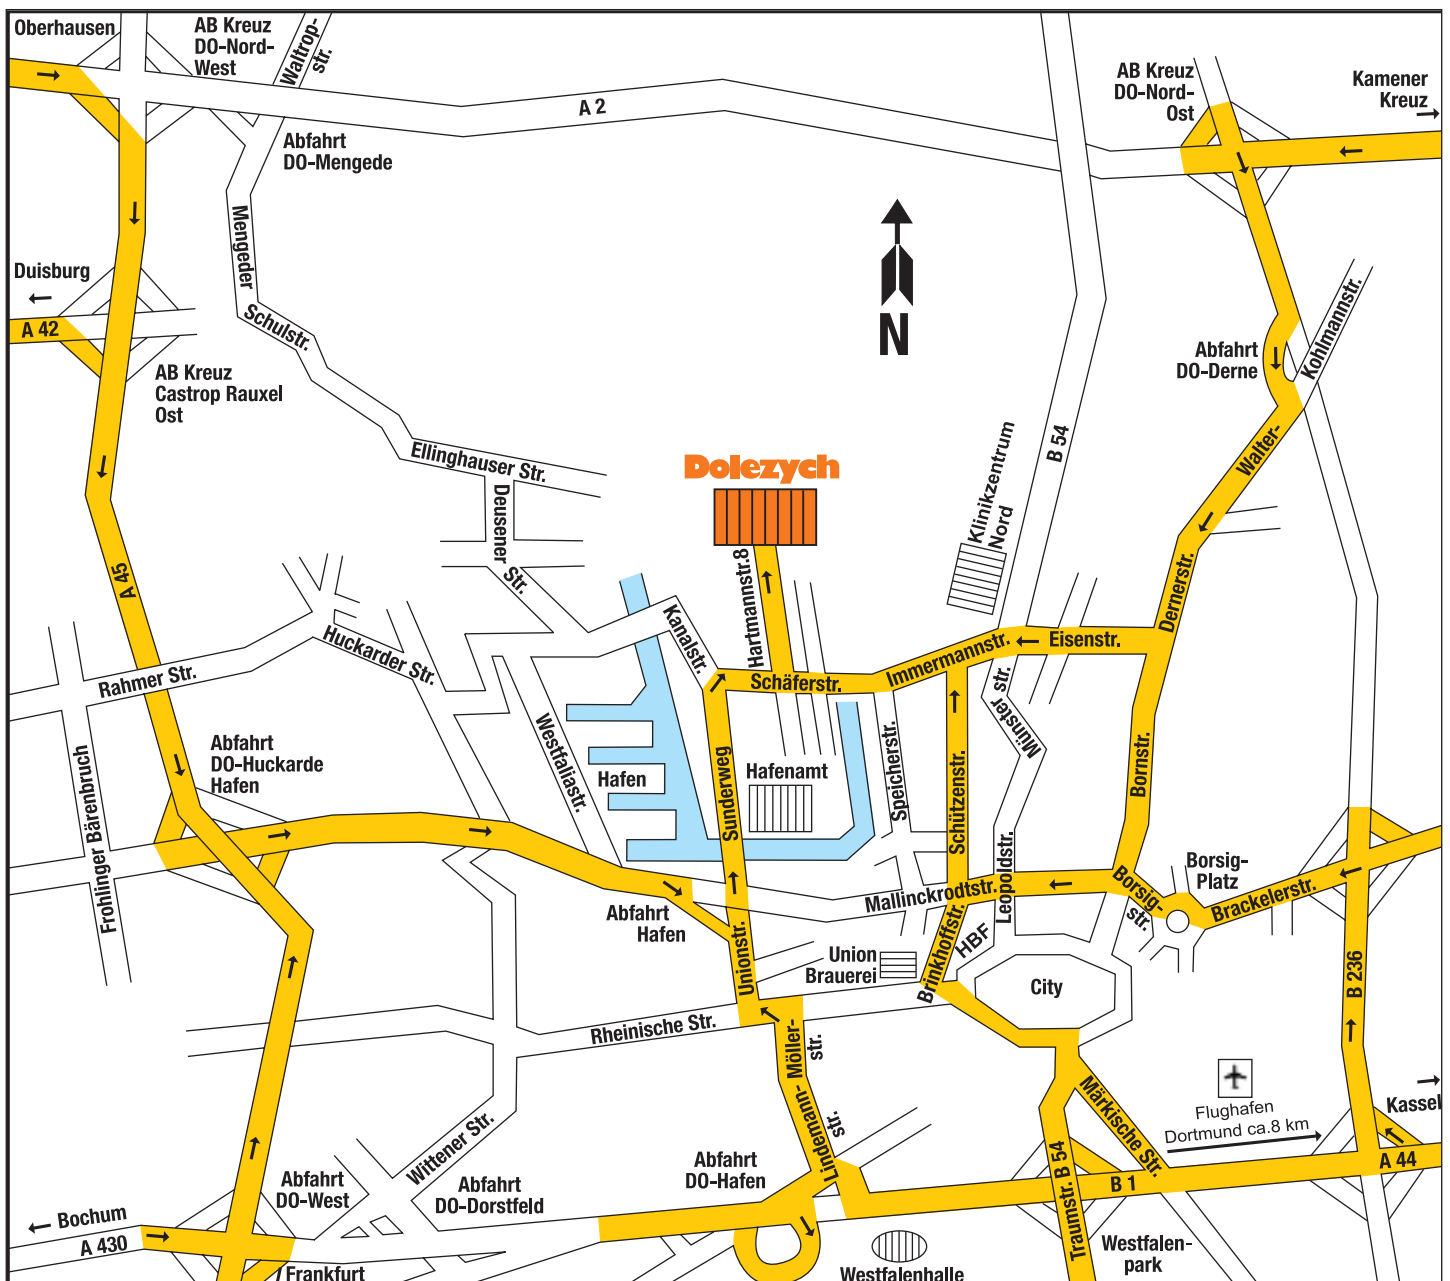 Oberhausen
AB Kreuz
DO-Nord-
West
Waltrop-
str.
A 2
AB Kreuz
DO-Nord-
Ost
Kamener
Kreuz
Abfahrt
DO-Mengede
Mengeder
Schulstr.
Duisburg
A 42
AB Kreuz
Castrop Rauxel
Ost
N
Abfahrt
DO-Derne
Kohlmannstr.
B 54
Walter-
Ellinghauser Str.
Deusener
Str.
Dolezych
Klinikzentrum
Nord
Hartmannstr.8
A 45
Dernerstr.
Huckarder Str.
Kanalstr.
Immermannstr.
Eisenstr.
Rahmer Str.
Schäferstr.
Münster
str.
Westfaliastr.
Frohlinger Bärenbruch
Abfahrt
DO-Huckarde
Hafen
Hafen
Sunderweg
Hafenamt
Speicherstr.
Schützenstr.
Bornstr.
Leopoldstr.
Mallinckrodtstr.
Borsig-
str.
Borsig-
Platz
Brackelerstr.
Abfahrt
Hafen
Unionstr.
Union
Brauerei
Brinkhoffstr.
HBF
City
B 236
Rheinische Str.
Möller-
str.
Lindemann-
str.
Märkische Str.
Flughafen
Dortmund ca.8 km
Kassel
Wittener Str.
Abfahrt
DO-West
Abfahrt
DO-Dorstfeld
Abfahrt
DO-Hafen
Traumstr. B 54
B 1
A 44
Bochum
A 430
Frankfurt
Westfalenhalle
Westfalen-
park